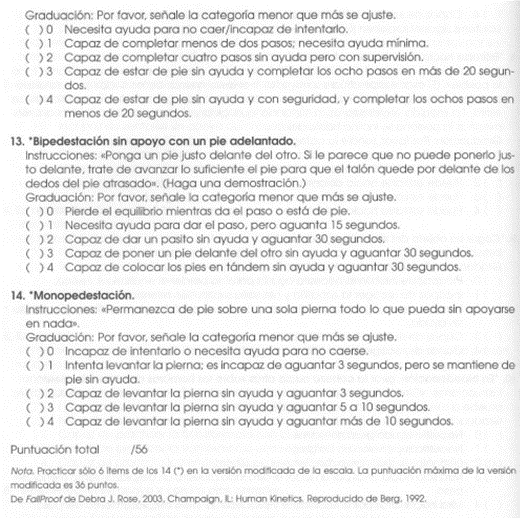 Graduación: Por favor, señale la categoría menor que más se ajuste.
( ) 0 Necesita ayuda para no caer/incapaz de intentarlo.
( ) 1 Capaz de completar menos de dos pasos; necesita ayuda mínima.
( ) 2 Capaz de completar cuatro pasos sin ayuda pero con supervisión.
( ) 3 Capaz de estar de pie sin ayuda y completar los ocho pasos en más de 20 segun-
dos.
( ) 4 Capaz de estar de pie sin ayuda y con seguridad, y completar los ochos pasos en
menos de 20 segundos.
13. *Bipedestación sin apoyo con un pie adelantado.
Instrucciones: «Ponga un pie justo delante del otro. Si le parece que no puede ponerlo jus-
to delante, trate de avanzar lo suficiente el pie para que el talón quede por delante de los
dedos del pie atrasado». (Haga una demostración.)
Graduación: Por favor, señale la categoría menor que más se ajuste.
( ) 0 Pierde el equilibrio mientras da el paso o está de pie.
( ) 1 Necesita ayuda para dar el paso, pero aguanta 15 segundos.
( ) 2 Capaz de dar un pasito sin ayuda y aguantar 30 segundos.
( ) 3 Capaz de poner un pie delante del otro sin ayuda y aguantar 30 segundos.
( ) 4 Capaz de colocar los pies en tándem sin ayuda y aguantar 30 segundos.
14. *Monopedestación.
Instrucciones: «Permanezca de pie sobre una sola pierna todo lo que pueda sin apoyarse
en nada».
Graduación: Por favor, señale la categoría menor que más se ajuste.
( ) 0 Incapaz de intentarlo o necesita ayuda para no caerse.
( ) 1 Intenta levantar la pierna; es incapaz de aguantar 3 segundos, pero se mantiene de
pie sin ayuda.
( ) 2 Capaz de levantar la pierna sin ayuda y aguantar 3 segundos.
( ) 3 Capaz de levantar la pierna sin ayuda y aguantar 5 a 10 segundos.
( ) 4 Capaz de levantar la pierna sin ayuda y aguantar más de 10 segundos.
Puntuación total /56
Nota. Practicar sólo 6 ítems de los 14 (*) en la versión modificada de la escala. La puntuación máxima de la versión
modificada es 36 puntos.
De FallProof de Debra J. Rose, 2003, Champaign, IL: Human Kinetics. Reproducido de Berg, 1992.